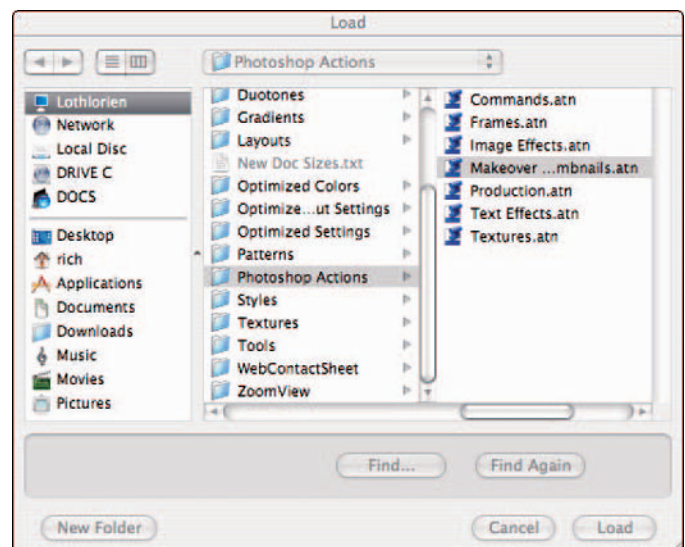 Load
Photoshop Actions
Lothlorien
Network
Local Disc
DRIVE C
DOCS
Desktop
rich
Applications
Documents
Downloads
Music
Movies
Pictures
Duotones
Gradients
Layouts
New Doc Sizes.txt
Optimized Colors
Optimize...ut Settings
Optimized Settings
Patterns
Photoshop Actions
Styles
Textures
Tools
WebContactSheet
ZoomView
Commands.atn
Frames.atn
Image Effects.atn
Makeover ...mbnails.atn
Production.atn
Text Effects.atn
Textures.atn
Find...
Find Again
New Folder
Cancel
Load